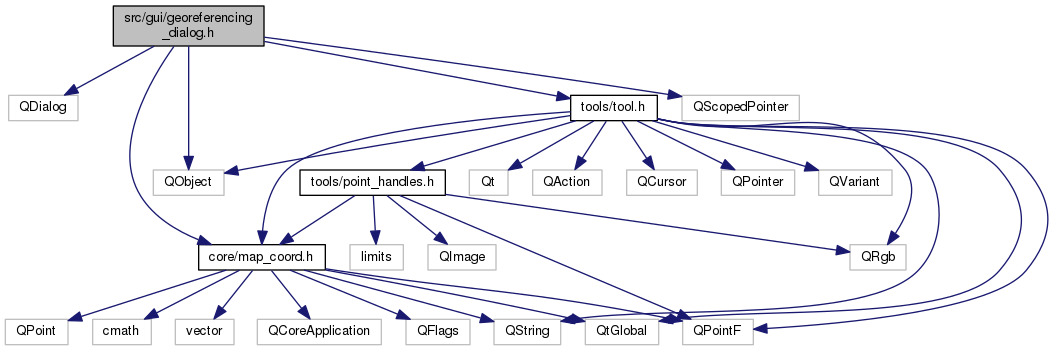 src/gui/georeferencing
_dialog.h
QDialog
tools/tool.h
QScopedPointer
QObject
tools/point_handles.h
Qt
QAction
QCursor
QPointer
QVariant
core/map_coord.h
limits
QImage
QRgb
QPoint
cmath
vector
QCoreApplication
QFlags
QString
QtGlobal
QPointF